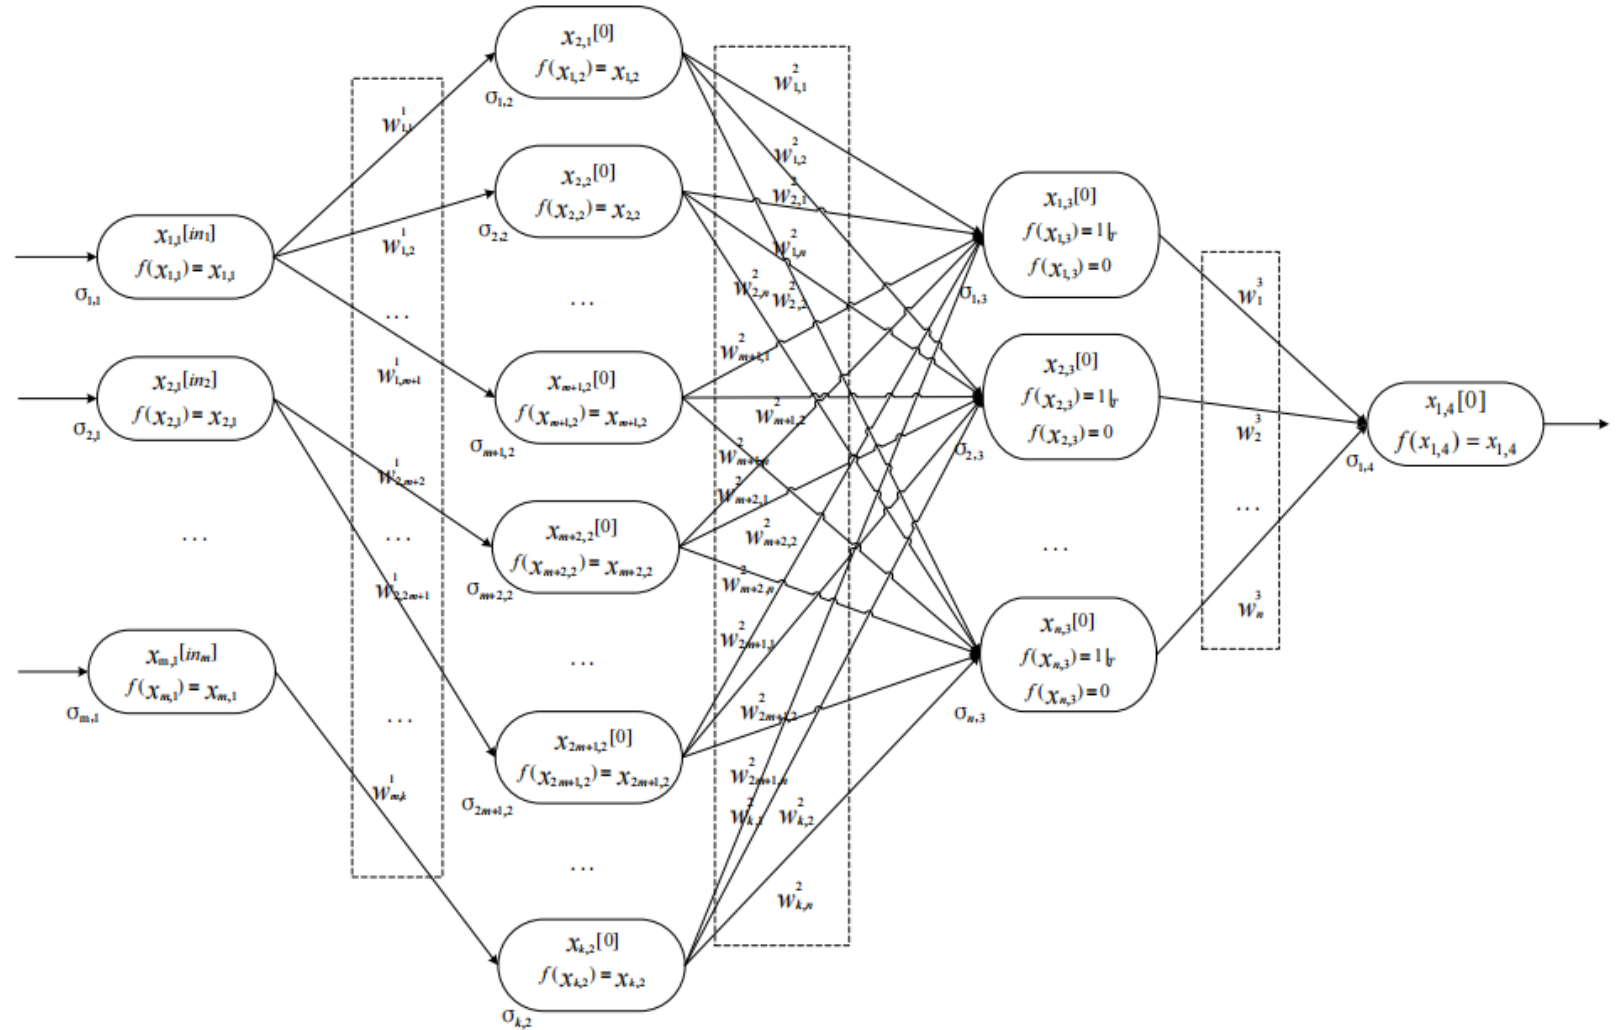 x1,1[in1]
f(x1,1) = x1,1
σ1,1
x2,1[in2]
f(x2,1) = x2,1
σ2,1
...
xm,1[inm]
f(xm,1) = xm,1
σm,1
w¹1,1
w¹1,2
...
w¹1,m+1
w¹2,m+2
...
w¹2,2m+1
...
w¹m,k
x2,1[0]
f(x1,2) = x1,2
σ1,2
x2,2[0]
f(x2,2) = x2,2
σ2,2
...
xm+1,2[0]
f(xm+1,2) = xm+1,2
σm+1,2
xm+2,2[0]
f(xm+2,2) = xm+2,2
σm+2,2
...
x2m+1,2[0]
f(x2m+1,2) = x2m+1,2
σ2m+1,2
...
xk,2[0]
f(xk,2) = xk,2
σk,2
w²1,1
w²1,2
w²2,1
w²1,n
w²2,n
w²2,2
w²m+1,1
w²m+1,2
w²m+1,n
w²m+2,1
w²m+2,2
w²m+2,n
w²2m+1,1
w²2m+1,2
w²2m+1,n
w²k,1
w²k,2
w²k,n
x1,3[0]
f(x1,3) = 1|r
f(x1,3) = 0
σ1,3
x2,3[0]
f(x2,3) = 1|r
f(x2,3) = 0
σ2,3
...
xn,3[0]
f(xn,3) = 1|r
f(xn,3) = 0
σn,3
w³1
w³2
...
w³n
x1,4[0]
f(x1,4) = x1,4
σ1,4